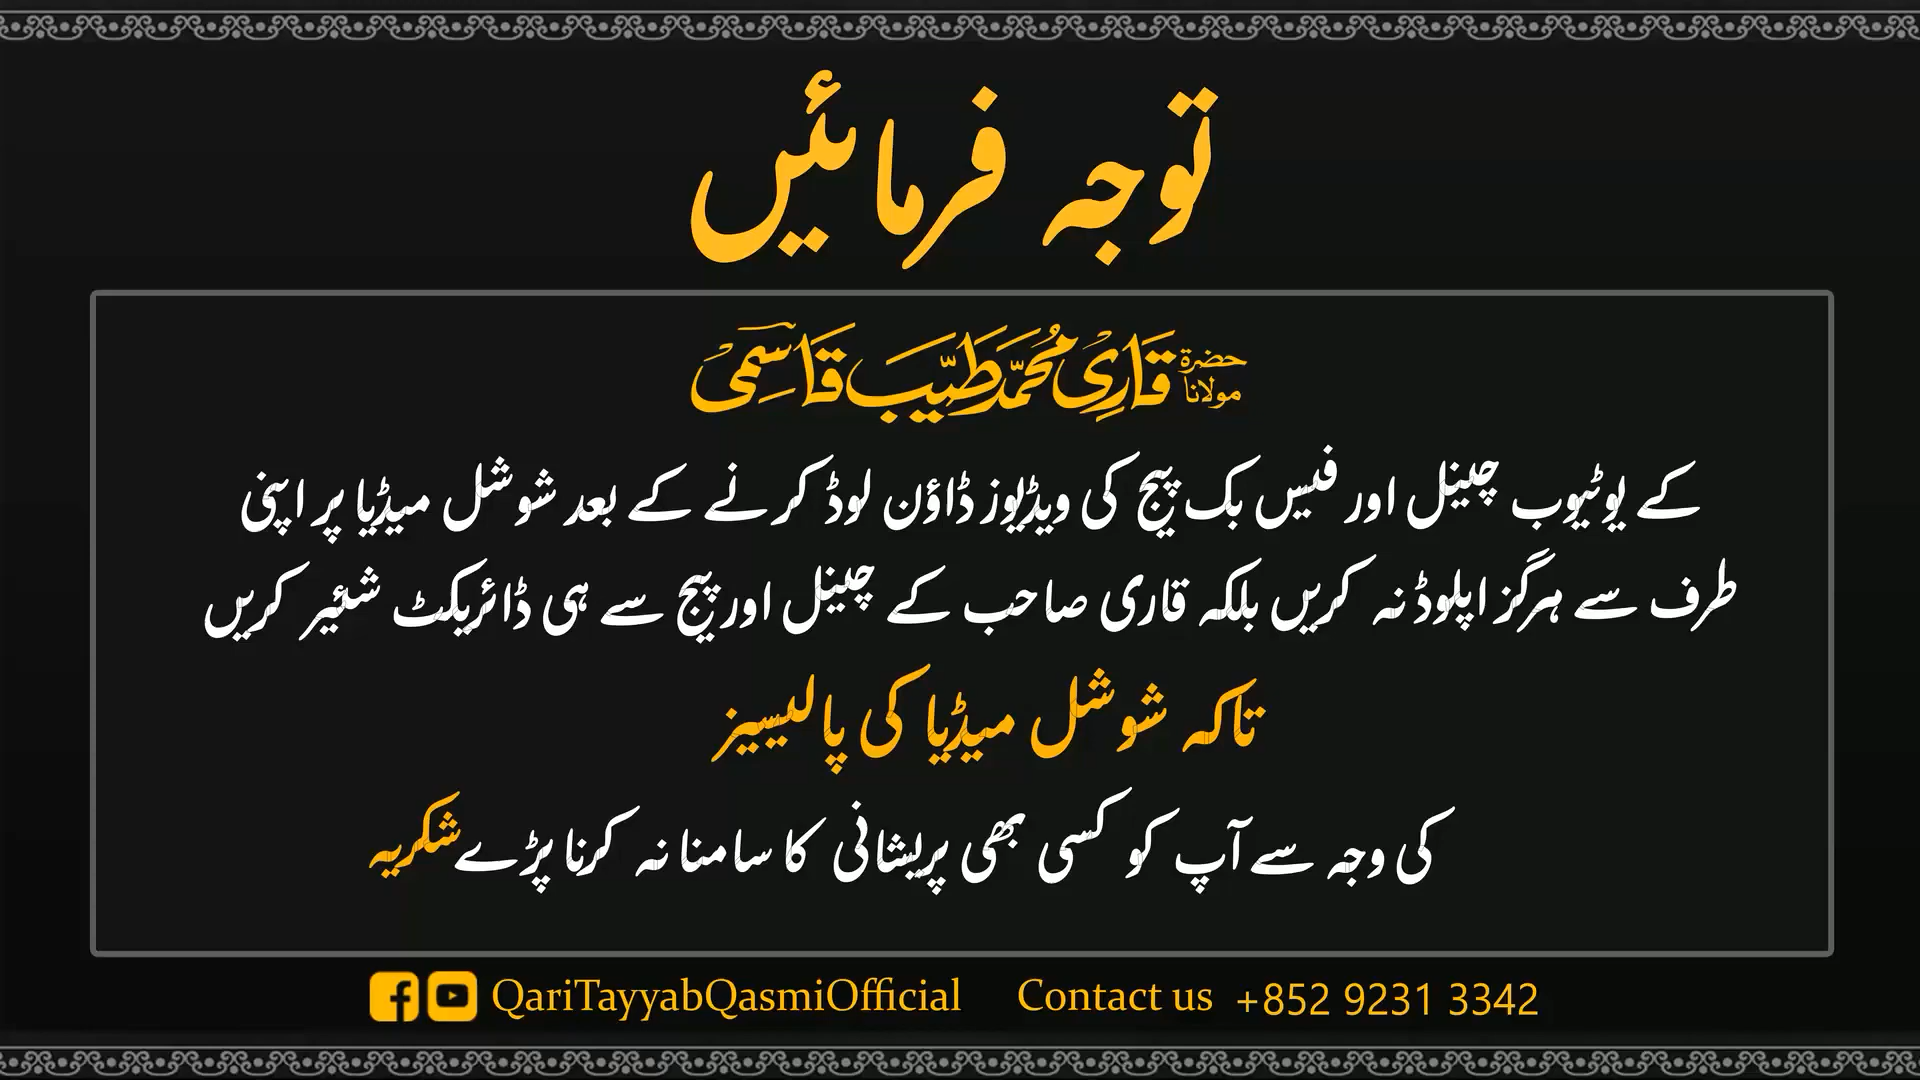 توجہ فرمائیں
حضرۃ مولانا قاری محمد طیب قاسمی
کے یوٹیوب چینل اور فیس بک پیج کی ویڈیوز ڈاؤن لوڈ کرنے کے بعد شوشل میڈیا پر اپنی
طرف سے ہرگز اپلوڈ نہ کریں بلکہ قاری صاحب کے چینل اور پیج سے ہی ڈائریکٹ شئیر کریں
تاکہ شوشل میڈیا کی پالیسیز
کی وجہ سے آپ کو کسی بھی پریشانی کا سامنا نہ کرنا پڑے شکریہ
QariTayyabQasmiOfficial Contact us +852 9231 3342